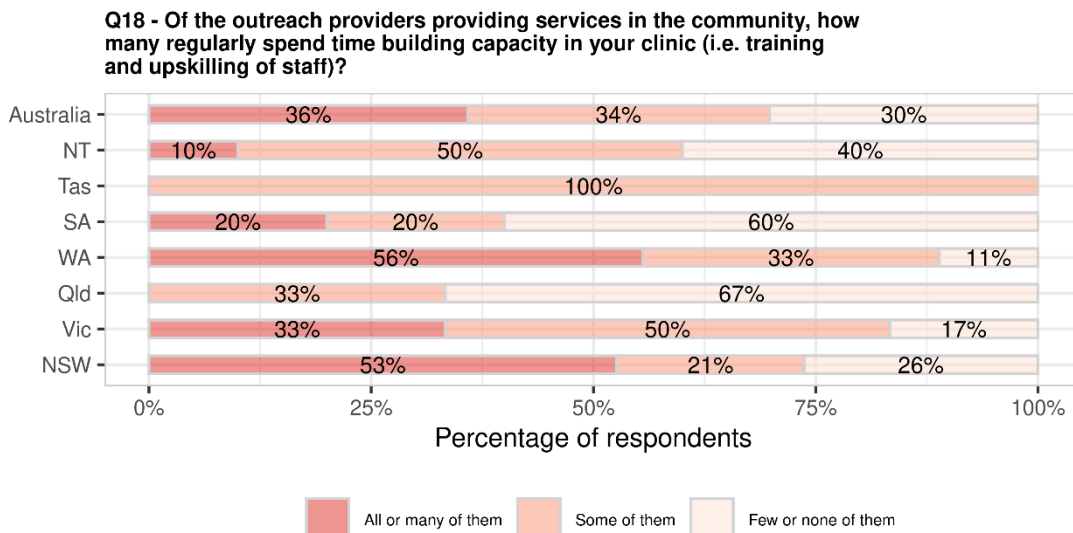 Q18 - Of the outreach providers providing services in the community, how
many regularly spend time building capacity in your clinic (i.e. training
and upskilling of staff)?
Australia 36% 34% 30%
NT 10% 50% 40%
Tas 100%
SA 20% 20% 60%
WA 56% 33% 11%
Qld 33% 67%
Vic 33% 50% 17%
NSW 53% 21% 26%
0% 25% 50% 75% 100%
Percentage of respondents
All or many of them Some of them Few or none of them